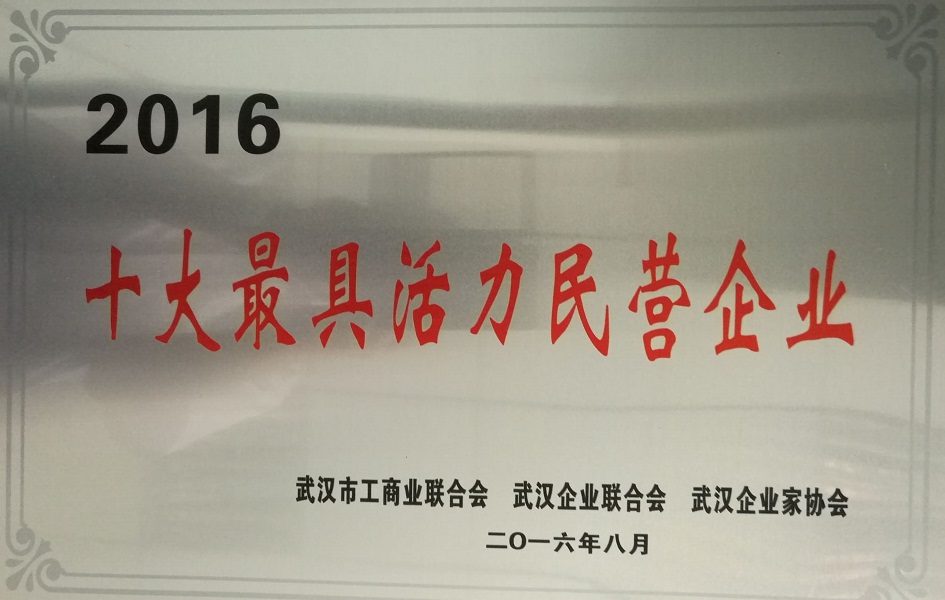 2016
十大最具活力民营企业
武汉市工商业联合会 武汉企业联合会 武汉企业家协会
二〇一六年八月